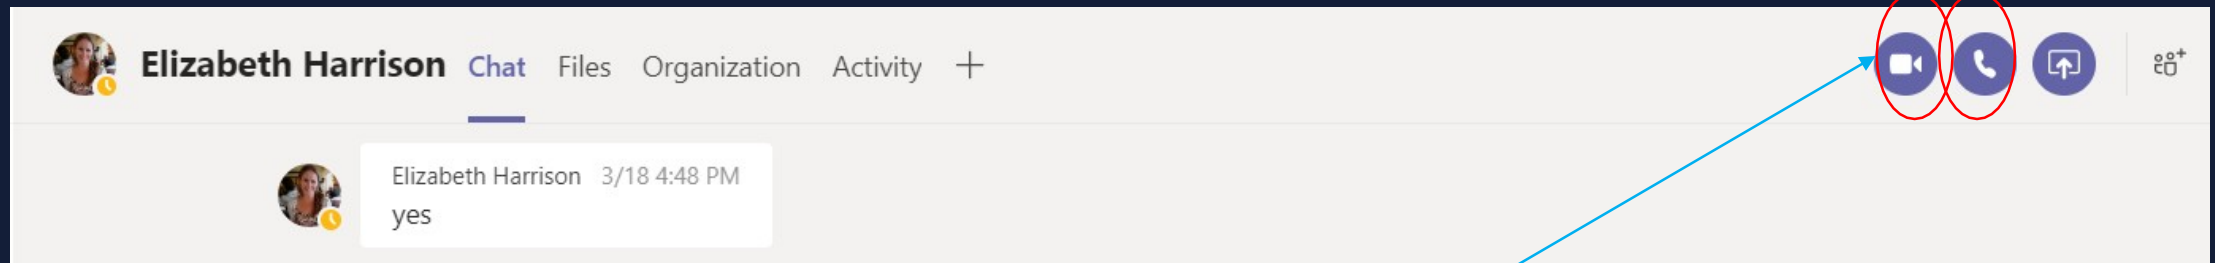 Elizabeth Harrison Chat Files Organization Activity
Elizabeth Harrison 3/18 4:48 PM
yes